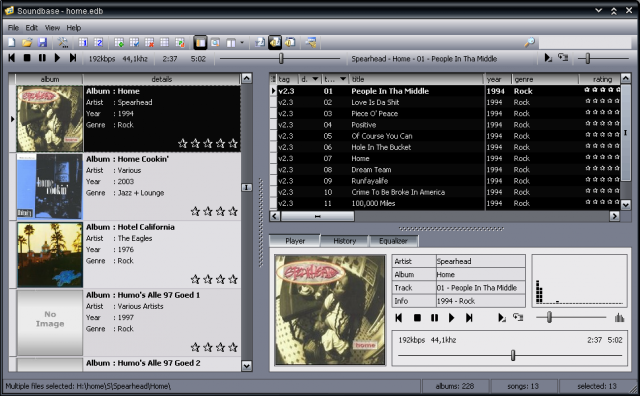 Soundbase - home.edb
File Edit View Help
192kbps 44,1khz 2:37 5:02 Spearhead - Home - 01 - People In Tha Middle
album details
Album : Home
Artist : Spearhead
Year : 1994
Genre : Rock
Album : Home Cookin'
Artist : Various
Year : 2003
Genre : Jazz + Lounge
home
cookin'
Album : Hotel California
Artist : The Eagles
Year : 1976
Genre : Rock
No
Image
Album : Humo's Alle 97 Goed 1
Artist : Various Artists
Year : 1997
Genre : Rock
Album : Humo's Alle 97 Goed 2
tag d. t... title year genre rating
v2.3 01 People In Tha Middle 1994 Rock
v2.3 02 Love Is Da Shit 1994 Rock
v2.3 03 Piece O' Peace 1994 Rock
v2.3 04 Positive 1994 Rock
v2.3 05 Of Course You Can 1994 Rock
v2.3 06 Hole In The Bucket 1994 Rock
v2.3 07 Home 1994 Rock
v2.3 08 Dream Team 1994 Rock
v2.3 09 Runfayalife 1994 Rock
v2.3 10 Crime To Be Broke In America 1994 Rock
v2.3 11 100,000 Miles 1994 Rock
Player History Equalizer
SPEARHEAD
home
Artist Spearhead
Album Home
Track 01 - People In Tha Middle
Info 1994 - Rock
192kbps 44,1khz 2:37 5:02
Multiple files selected: H:\home\S\Spearhead\Home\ albums: 228 songs: 13 selected: 13